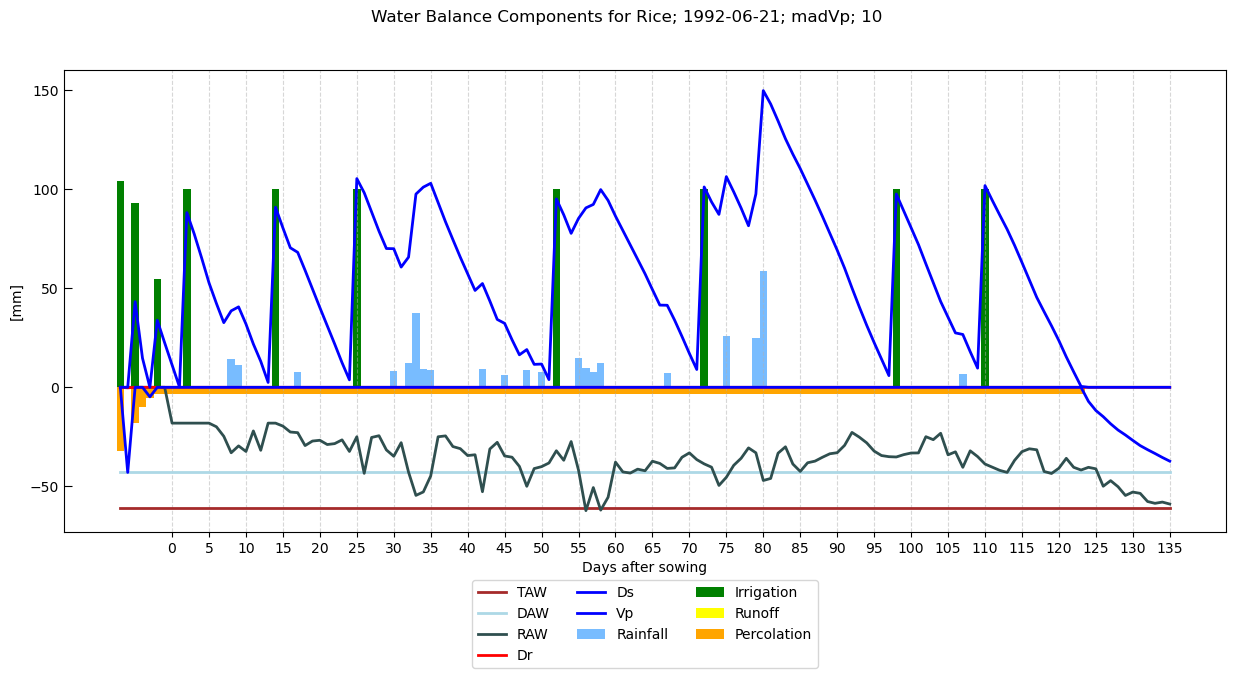 Water Balance Components for Rice; 1992-06-21; madVp; 10
150
100
50
0
−50
[mm]
0 5 10 15 20 25 30 35 40 45 50 55 60 65 70 75 80 85 90 95 100 105 110 115 120 125 130 135
Days after sowing
TAW Ds Irrigation
DAW Vp Runoff
RAW Rainfall Percolation
Dr